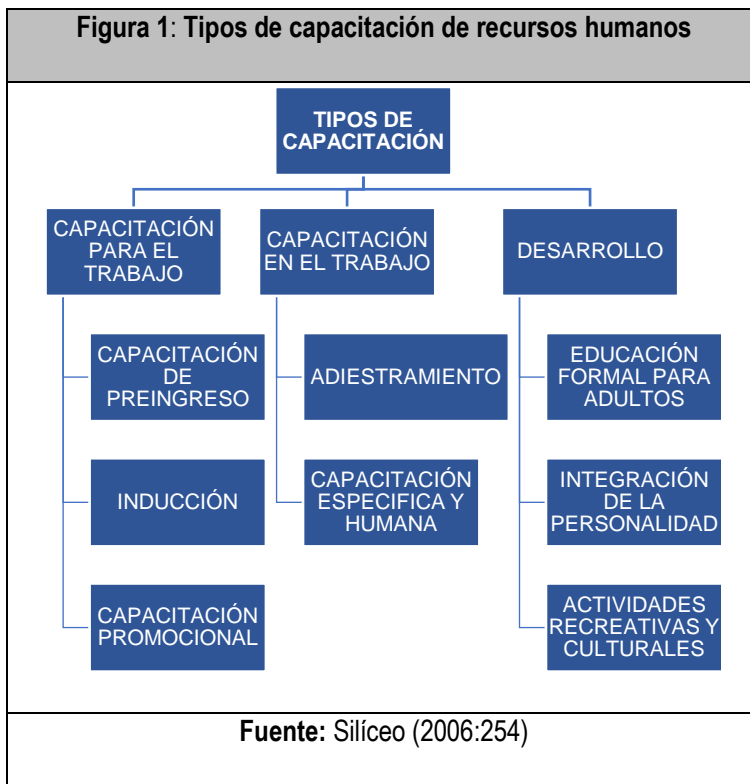 Figura 1: Tipos de capacitación de recursos humanos
TIPOS DE
CAPACITACIÓN
CAPACITACIÓN
PARA EL
TRABAJO
CAPACITACIÓN
DE
PREINGRESO
INDUCCIÓN
CAPACITACIÓN
PROMOCIONAL
CAPACITACIÓN
EN EL TRABAJO
ADIESTRAMIENTO
CAPACITACIÓN
ESPECIFICA Y
HUMANA
DESARROLLO
EDUCACIÓN
FORMAL PARA
ADULTOS
INTEGRACIÓN
DE LA
PERSONALIDAD
ACTIVIDADES
RECREATIVAS Y
CULTURALES
Fuente: Silíceo (2006:254)